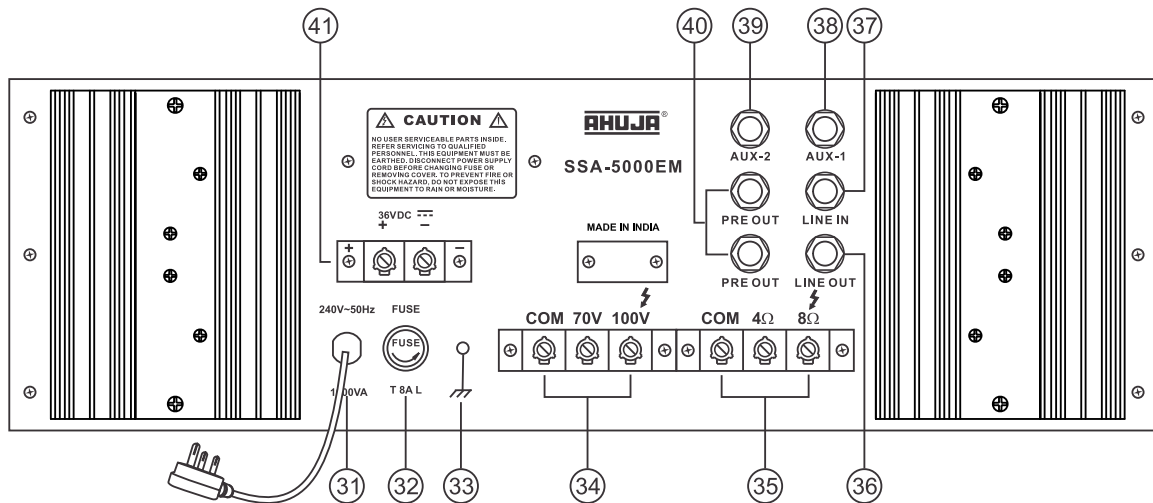 41
40
39
38
37
CAUTION
NO USER SERVICEABLE PARTS INSIDE.
REFER SERVICING TO QUALIFIED
PERSONNEL. THIS EQUIPMENT MUST BE
EARTHED. DISCONNECT POWER SUPPLY
CORD BEFORE CHANGING FUSE OR
REMOVING COVER. TO PREVENT FIRE OR
SHOCK HAZARD, DO NOT EXPOSE THIS
EQUIPMENT TO RAIN OR MOISTURE.
AHUJA®
SSA-5000EM
AUX-2
AUX-1
PRE OUT
LINE IN
PRE OUT
LINE OUT
36VDC
+ −
+ −
MADE IN INDIA
240V~50Hz
FUSE
FUSE
T 8A L
COM 70V 100V
COM 4Ω 8Ω
31
32
33
34
35
36